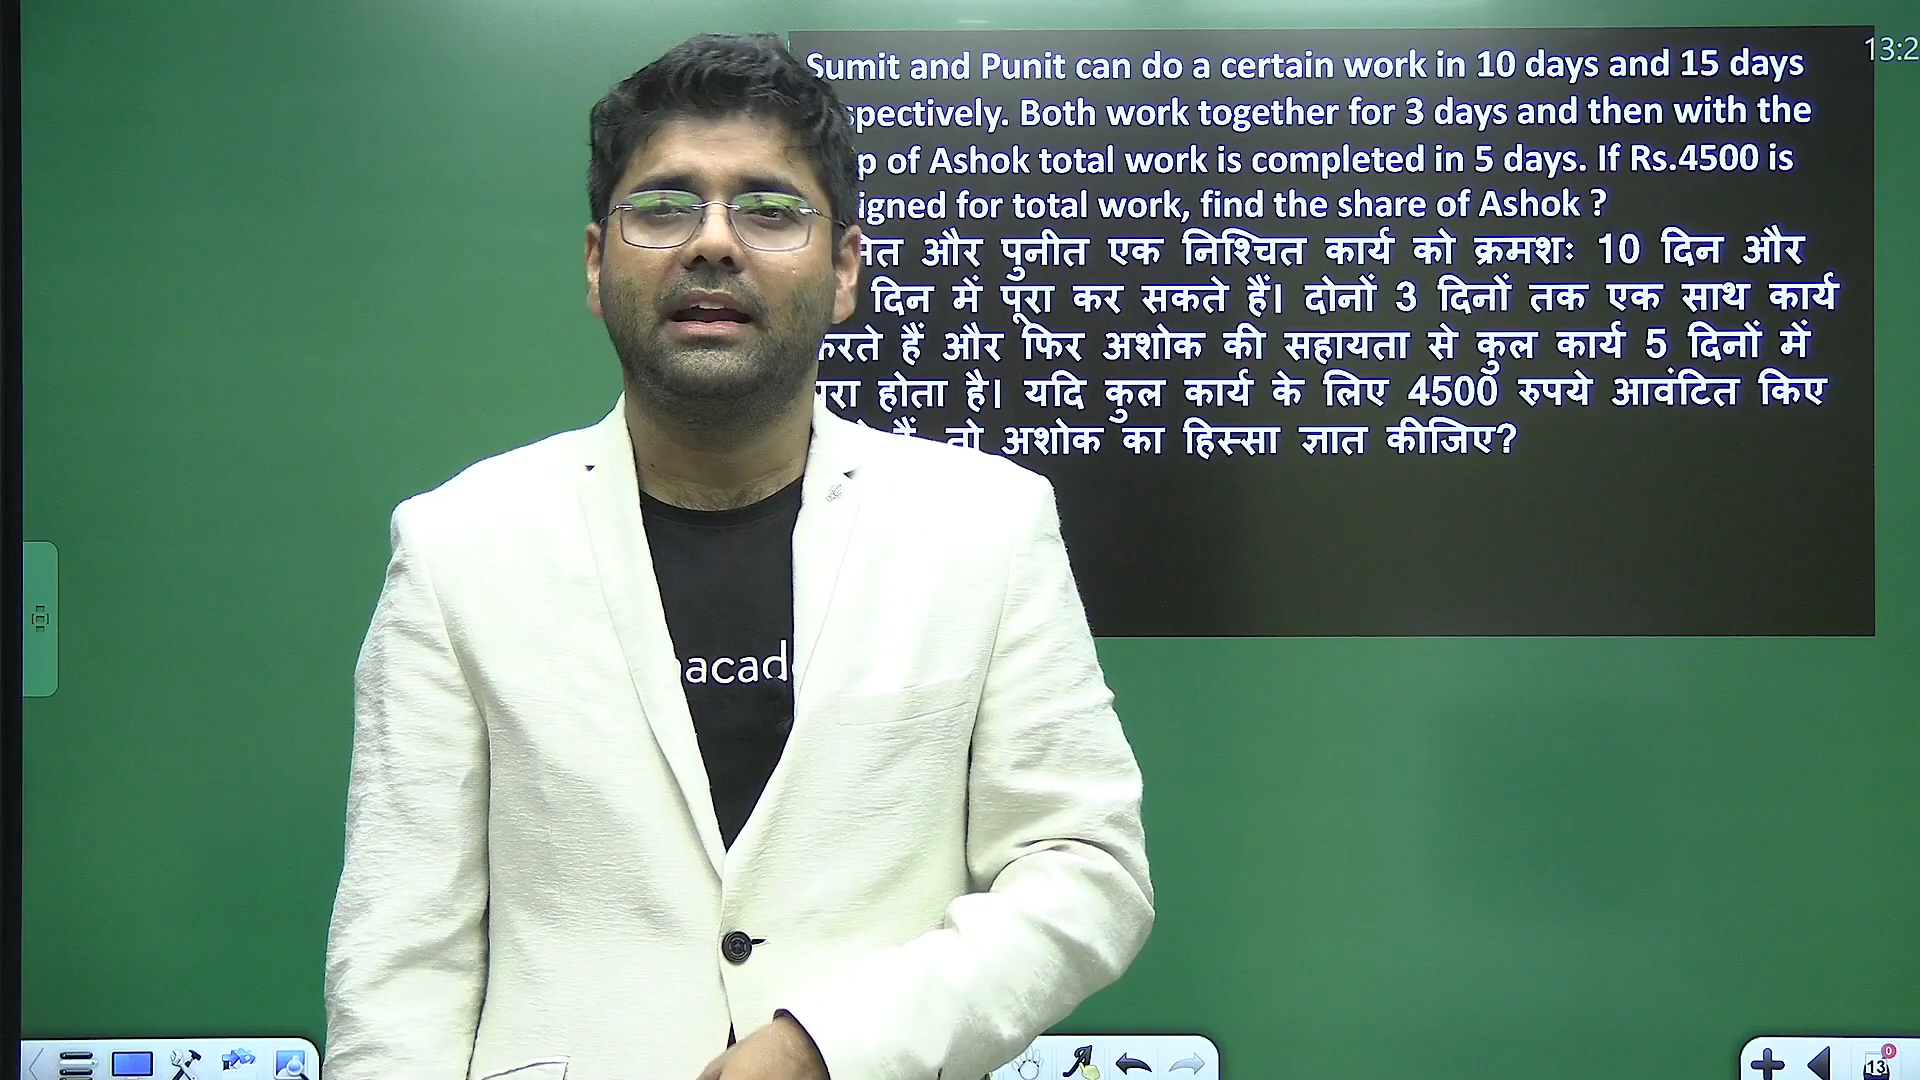 Sumit and Punit can do a certain work in 10 days and 15 days
spectively. Both work together for 3 days and then with the
p of Ashok total work is completed in 5 days. If Rs.4500 is
igned for total work, find the share of Ashok ?
और पुनीत एक निश्चित कार्य को क्रमशः 10 दिन और
दिन में पूरा कर सकते हैं। दोनों 3 दिनों तक एक साथ कार्य
करते हैं और फिर अशोक की सहायता से कुल कार्य 5 दिनों में
होता है। यदि कुल कार्य के लिए 4500 रुपये आवंटित किए
तो अशोक का हिस्सा ज्ञात कीजिए?
13:2
acad
13
0